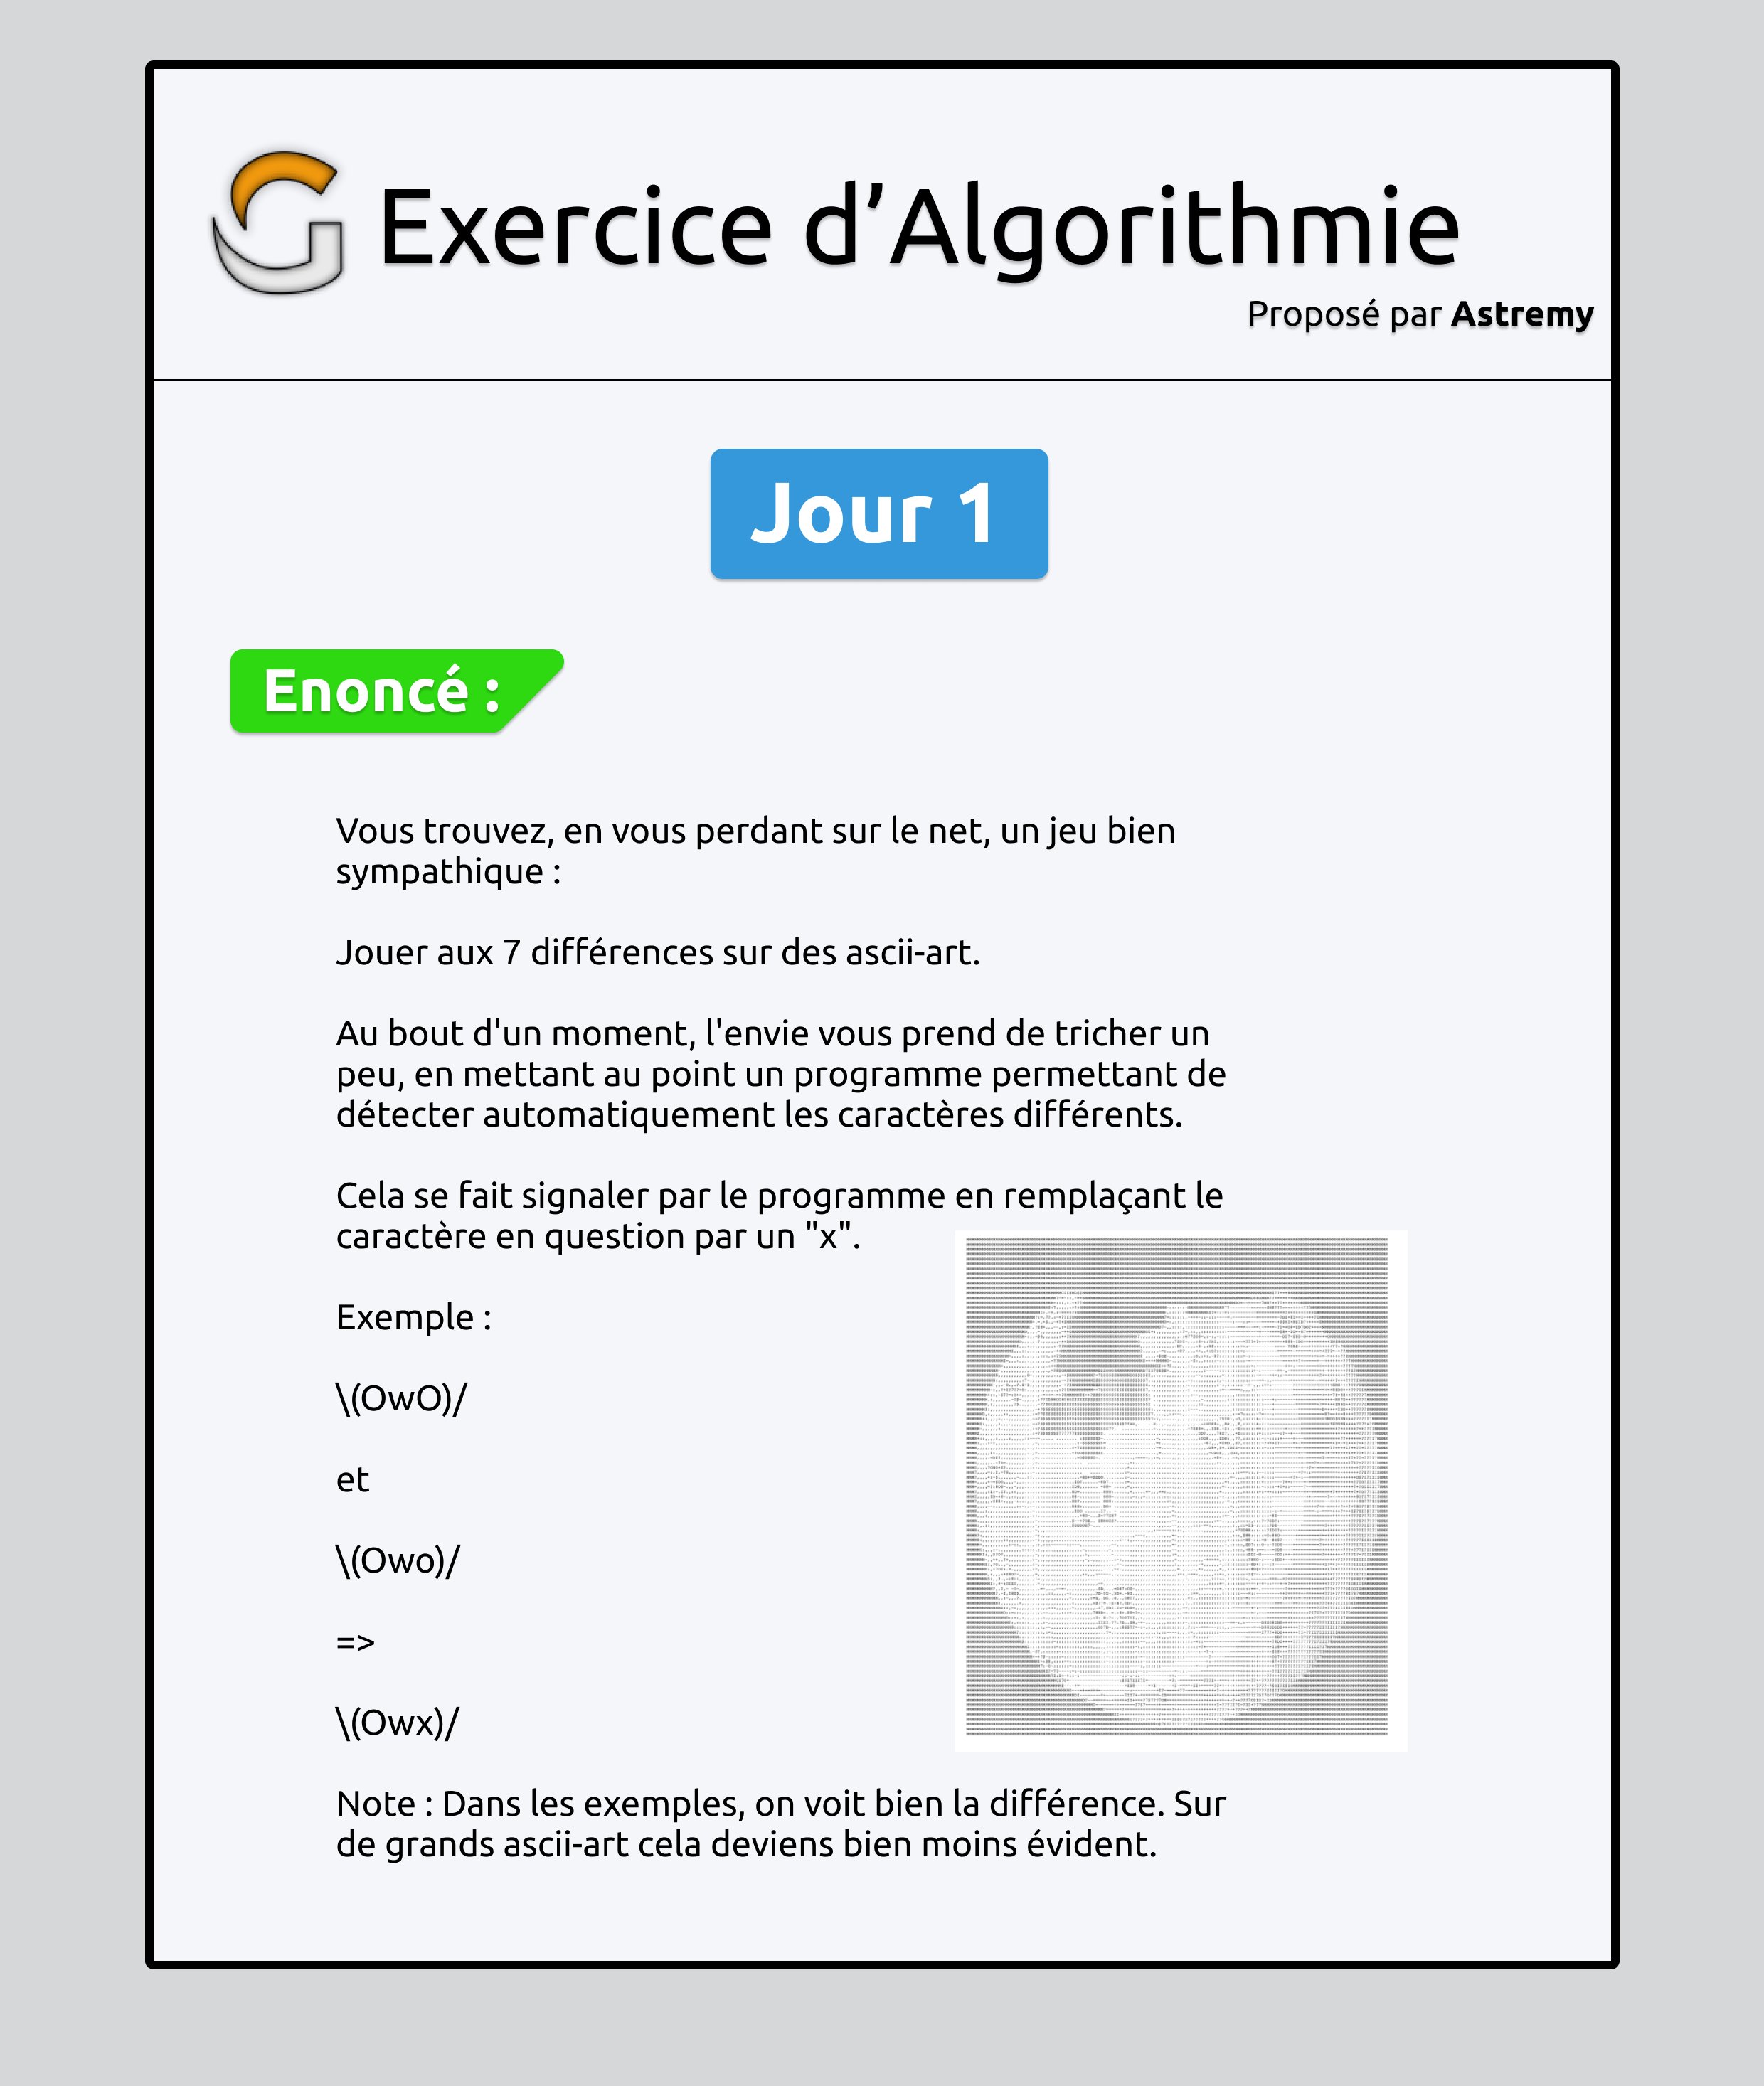 Exercice d’Algorithmie
Proposé par Astremy
Jour 1
Enoncé :
Vous trouvez, en vous perdant sur le net, un jeu bien
sympathique :
Jouer aux 7 différences sur des ascii-art.
Au bout d'un moment, l'envie vous prend de tricher un
peu, en mettant au point un programme permettant de
détecter automatiquement les caractères différents.
Cela se fait signaler par le programme en remplaçant le
caractère en question par un "x".
Exemple :
\(OwO)/
et
\(Owo)/
=>
\(Owx)/
Note : Dans les exemples, on voit bien la différence. Sur
de grands ascii-art cela deviens bien moins évident.